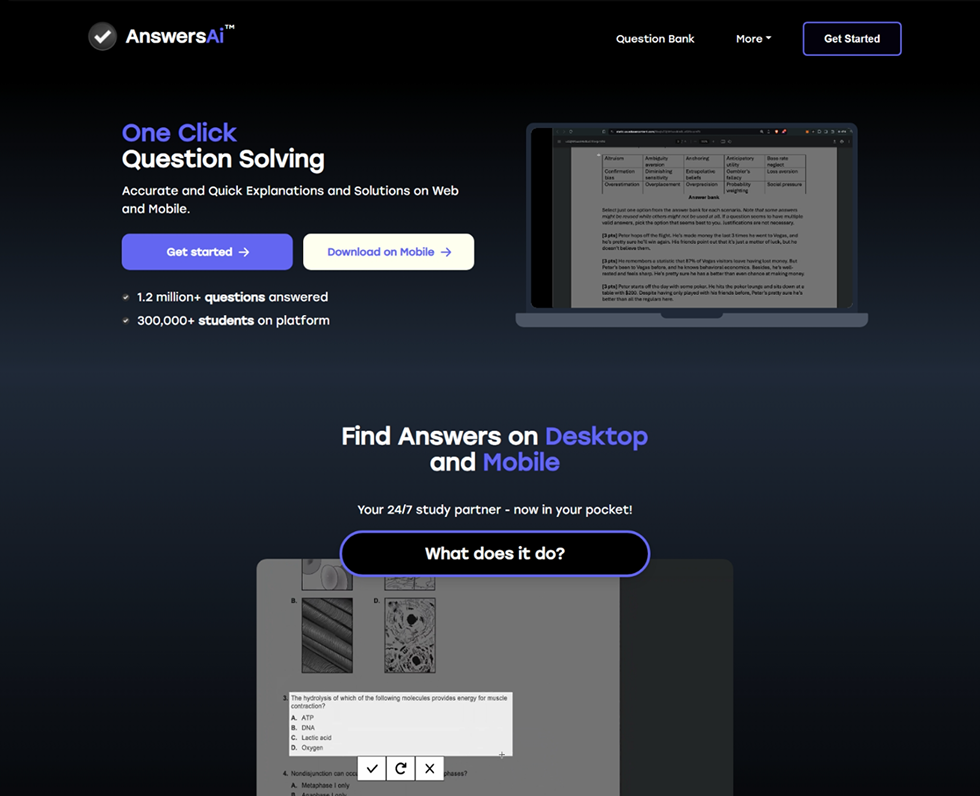 AnswersAi™
Question Bank
More
Get Started
One Click
Question Solving
Accurate and Quick Explanations and Solutions on Web
and Mobile.
Get started →
Download on Mobile →
1.2 million+ questions answered
300,000+ students on platform
Altruism Ambiguity aversion Anchoring Anticipatory utility Base rate neglect
Confirmation bias Diminishing sensitivity Extrapolative beliefs Gambler's fallacy Loss aversion
Overestimation Overplacement Overprecision Probability weighting Social pressure
Answer bank
Select just one option from the answer bank for each scenario. Note that some answers
might be reused while others might not be used at all. If a question seems to have multiple
valid answers, pick the option that seems best to you. Justifications are not necessary.
[3 pts] Peter hops off the flight. He's made money the last 3 times he went to Vegas, and
he's pretty sure he'll win again. His friends point out that it's just a matter of luck, but he
doesn't believe them.
[3 pts] He remembers a statistic that 87% of Vegas visitors leave having lost money. But
Peter's been to Vegas before, and he knows behavioral economics. Besides, he's well-
rested and feels sharp. He's pretty sure he has a better than even chance at making money.
[3 pts] Peter starts off the day with some poker. He hits the poker lounge and sits down at a
table with $200. Despite having only played with his friends before, Peter's pretty sure he's
better than all the regulars here.
Find Answers on Desktop
and Mobile
Your 24/7 study partner - now in your pocket!
What does it do?
B.
D.
3. The hydrolysis of which of the following molecules provides energy for muscle
contraction?
A. ATP
B. DNA
C. Lactic acid
D. Oxygen
4. Nondisjunction can occ
phases?
A. Metaphase I only
B. Anaphase I only